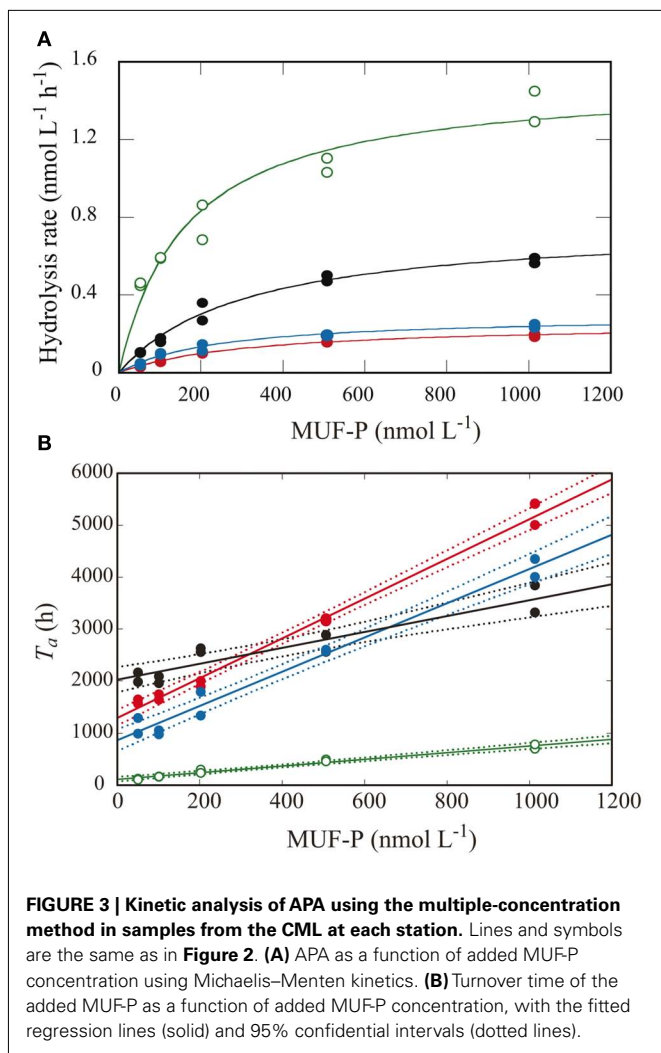 A
1.6
1.2
0.8
0.4
0
Hydrolysis rate (nmol L⁻¹ h⁻¹)
0 200 400 600 800 1000 1200
MUF-P (nmol L⁻¹)
B
6000
5000
4000
3000
2000
1000
0
Tₐ (h)
0 200 400 600 800 1000 1200
MUF-P (nmol L⁻¹)
FIGURE 3 | Kinetic analysis of APA using the multiple-concentration
method in samples from the CML at each station. Lines and symbols
are the same as in Figure 2. (A) APA as a function of added MUF-P
concentration using Michaelis–Menten kinetics. (B) Turnover time of the
added MUF-P as a function of added MUF-P concentration, with the fitted
regression lines (solid) and 95% confidential intervals (dotted lines).